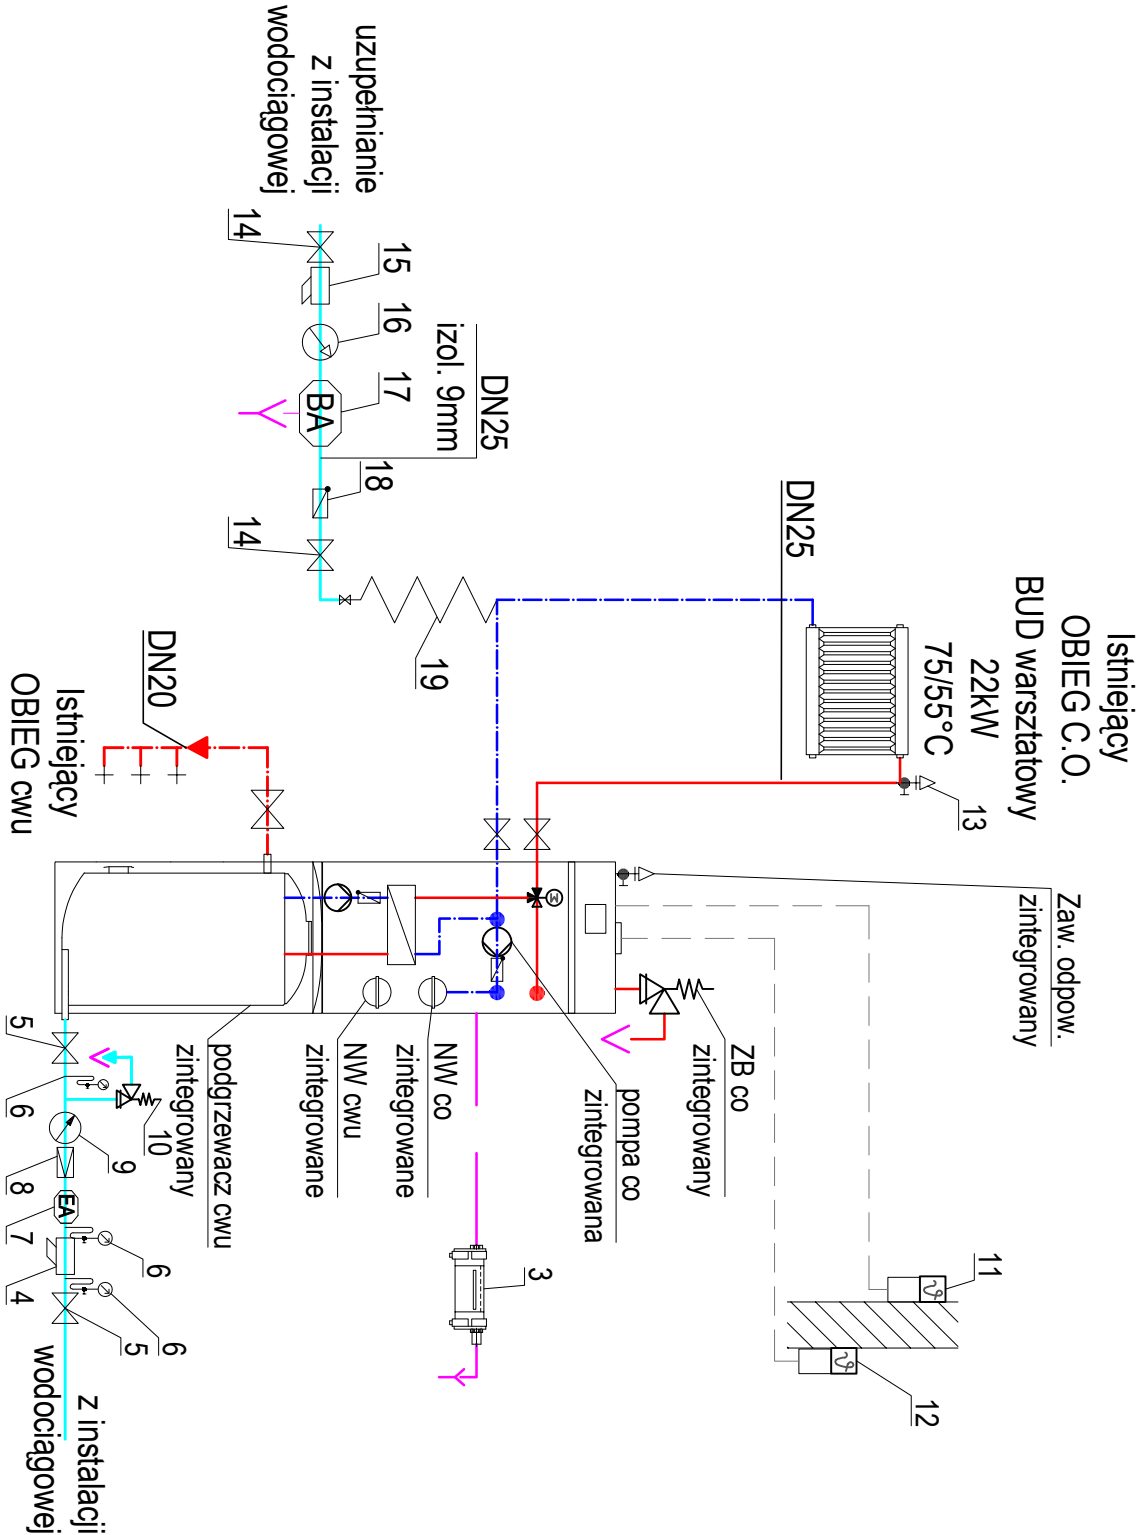 Istniejący
OBIEG C.O.
BUD warsztatowy
22kW
75/55°C
DN25
13
Zaw. odpow.
zintegrowany
11
12
ZB co
zintegrowany
pompa co
zintegrowana
NW co
zintegrowane
NW cwu
zintegrowane
podgrzewacz cwu
zintegrowany
M
3
uzupełnianie
z instalacji
wodociągowej
14
15
16
17
BA
DN25
izol. 9mm
18
14
19
DN20
Istniejący
OBIEG cwu
5
6
10
9
8
EA
7
6
4
6
5
z instalacji
wodociągowej